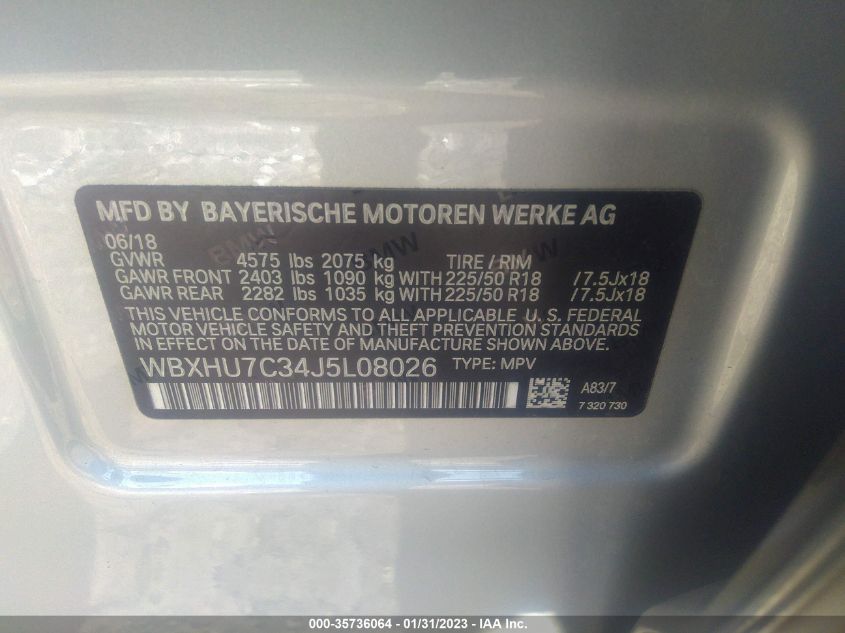 MFD BY BAYERISCHE MOTOREN WERKE AG
06/18
GVWR 4575 lbs 2075 kg TIRE / RIM
GAWR FRONT 2403 lbs 1090 kg WITH 225/50 R18 / 7.5Jx18
GAWR REAR 2282 lbs 1035 kg WITH 225/50 R18 / 7.5Jx18
THIS VEHICLE CONFORMS TO ALL APPLICABLE U. S. FEDERAL
MOTOR VEHICLE SAFETY AND THEFT PREVENTION STANDARDS
IN EFFECT ON THE DATE OF MANUFACTURE SHOWN ABOVE.
WBXHU7C34J5L08026 TYPE: MPV
A83/7
7 320 730
000-35736064 - 01/31/2023 - IAA Inc.